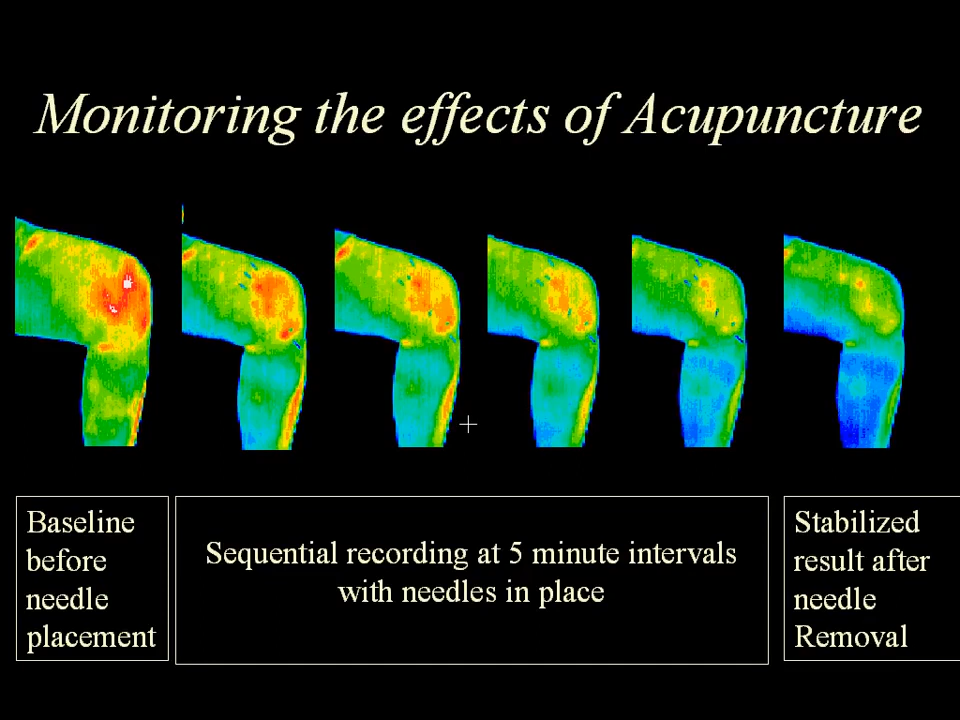 Monitoring the effects of Acupuncture
Baseline
before
needle
placement
Sequential recording at 5 minute intervals
with needles in place
Stabilized
result after
needle
Removal